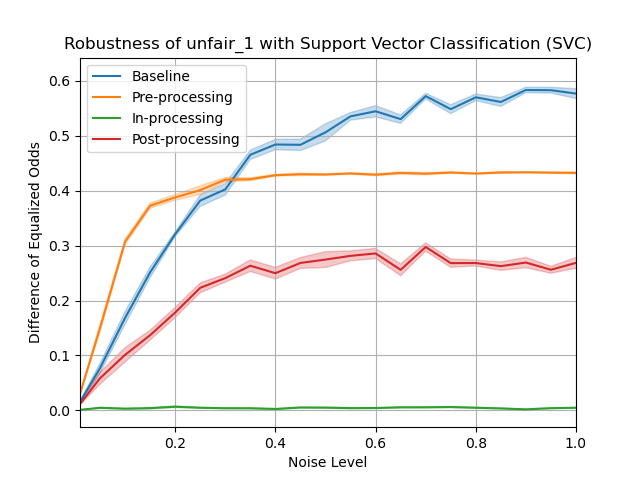 Robustness of unfair_1 with Support Vector Classification (SVC)
Baseline
Pre-processing
In-processing
Post-processing
Difference of Equalized Odds
0.6
0.5
0.4
0.3
0.2
0.1
0.0
0.2
0.4
0.6
0.8
1.0
Noise Level